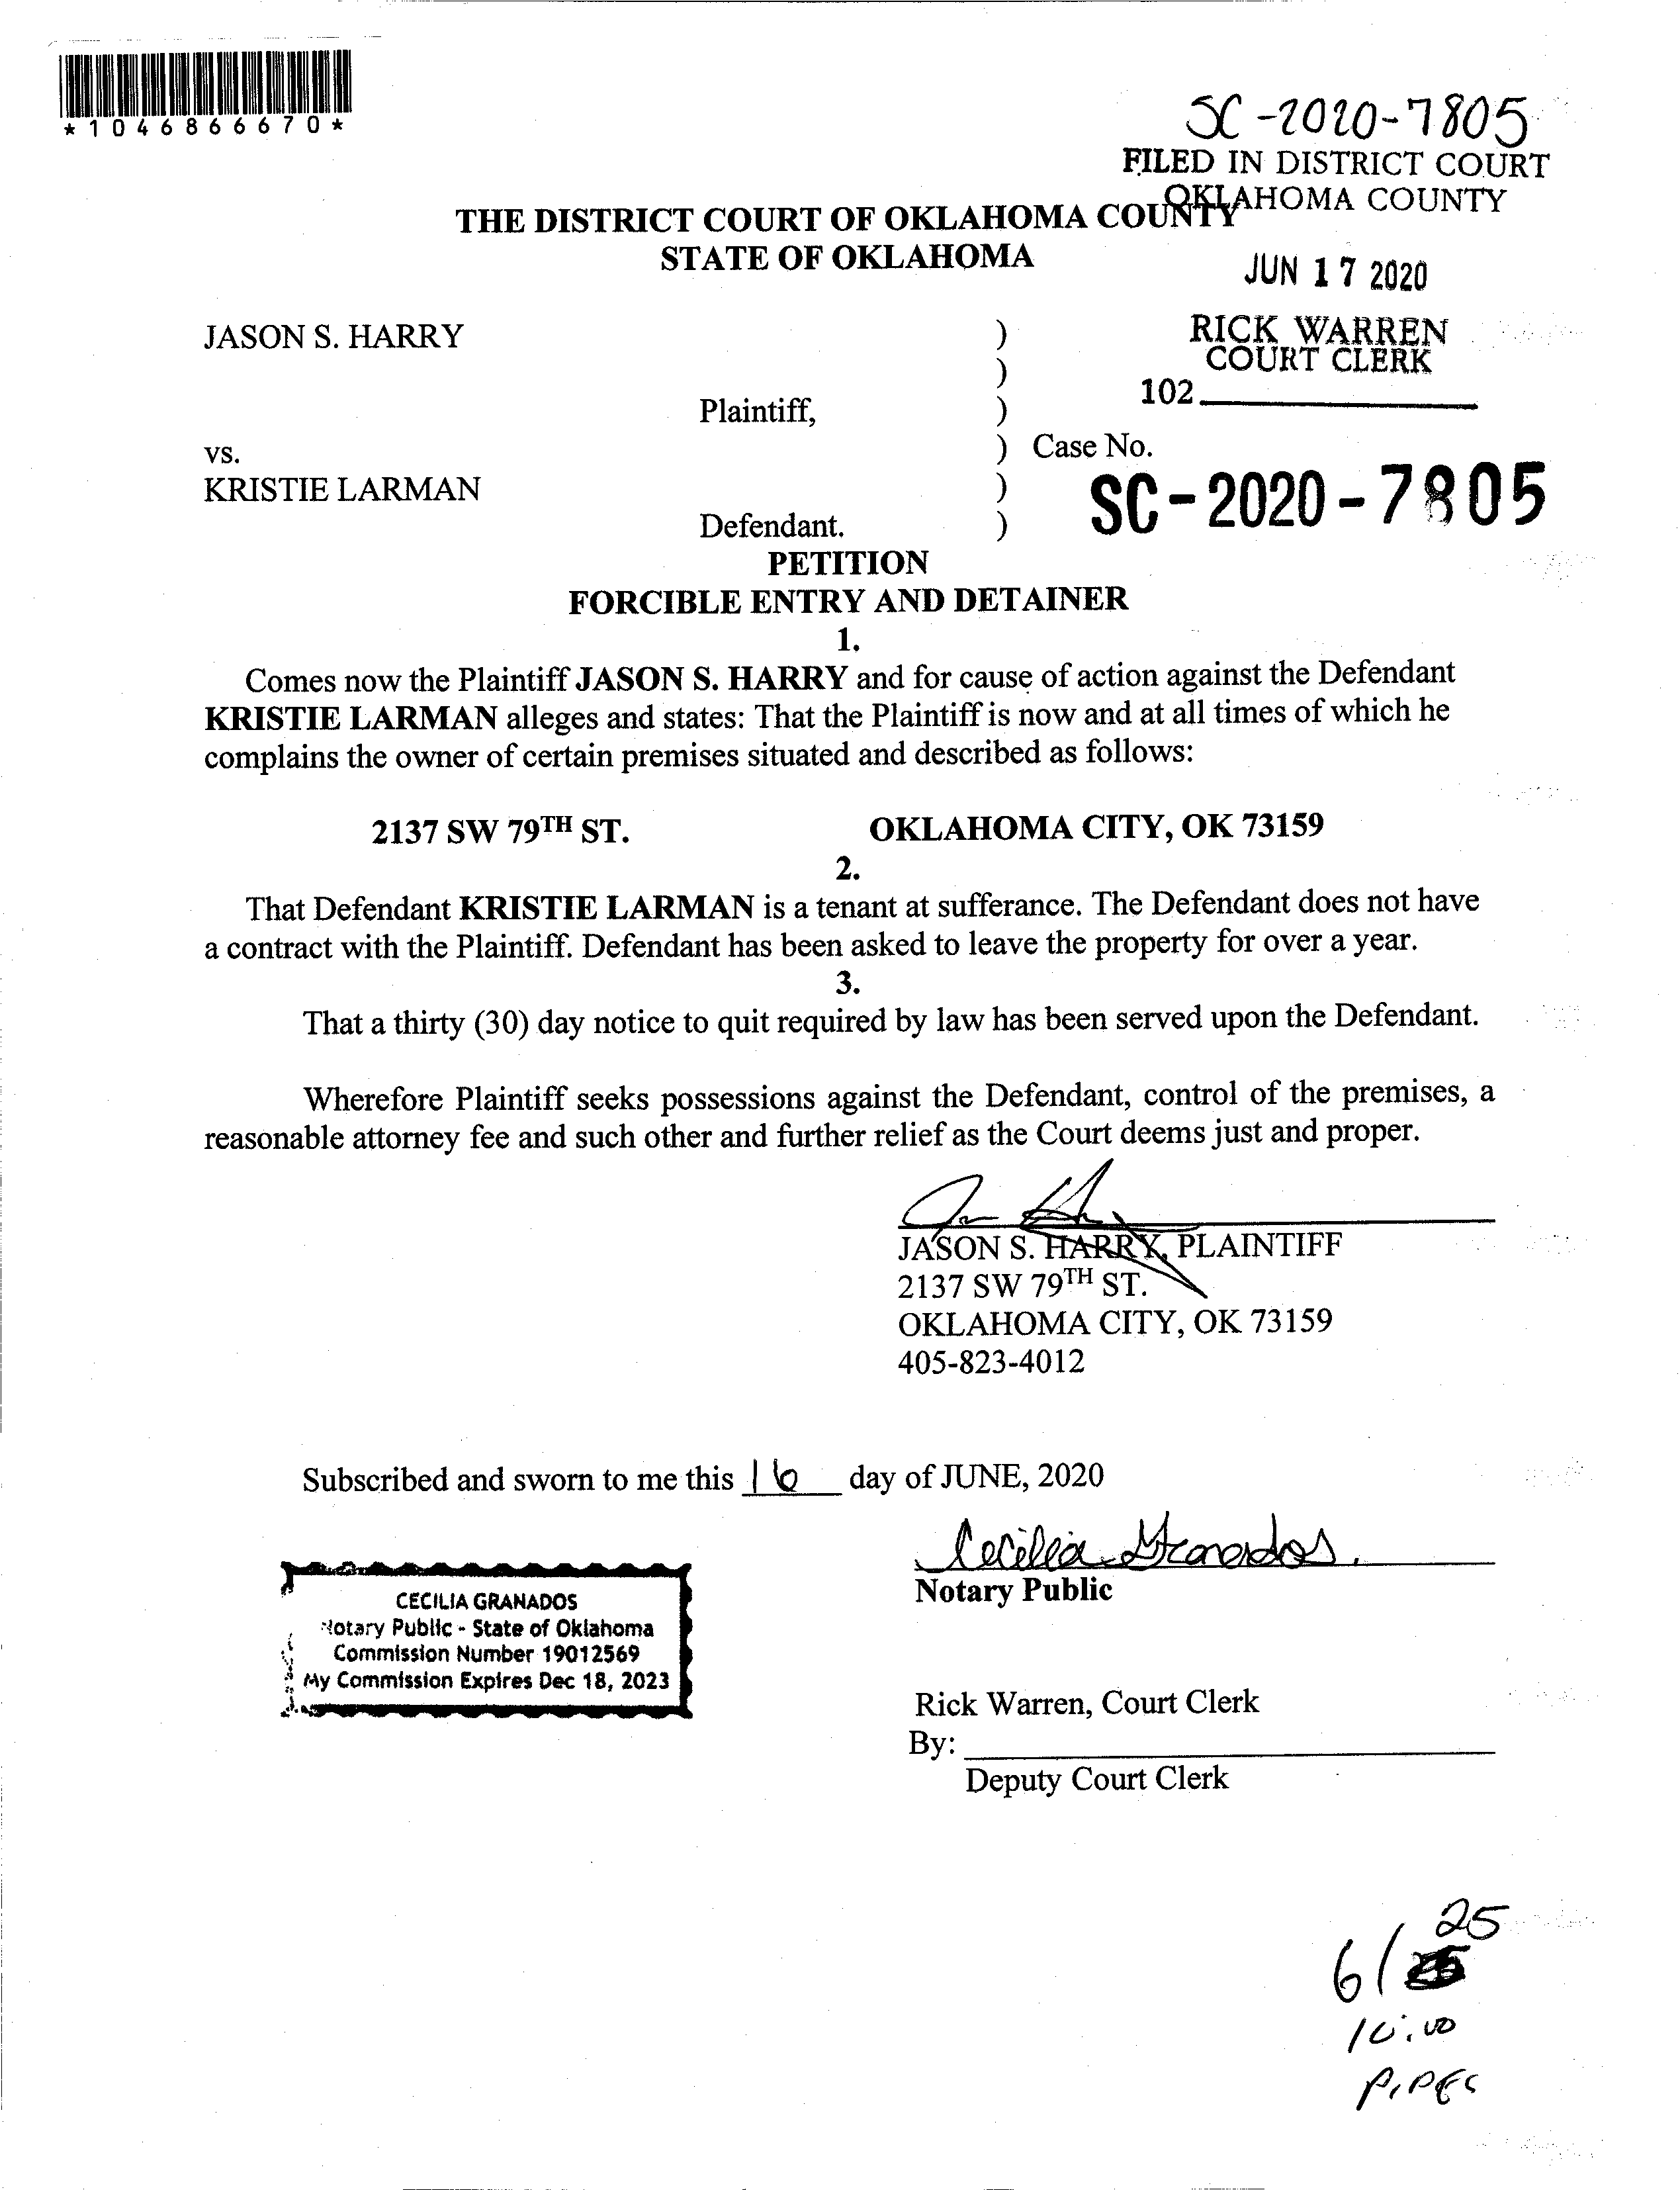 *1046866670*
SC-2020-7805
FILED IN DISTRICT COURT
OKLAHOMA COUNTY
THE DISTRICT COURT OF OKLAHOMA COUNTY
STATE OF OKLAHOMA
JUN 17 2020
JASON S. HARRY )
RICK WARREN
COURT CLERK
)
102
Plaintiff, )
vs. ) Case No.
KRISTIE LARMAN )
SC-2020-7805
Defendant. )
PETITION
FORCIBLE ENTRY AND DETAINER
1.
Comes now the Plaintiff JASON S. HARRY and for cause of action against the Defendant
KRISTIE LARMAN alleges and states: That the Plaintiff is now and at all times of which he
complains the owner of certain premises situated and described as follows:
2137 SW 79TH ST. OKLAHOMA CITY, OK 73159
2.
That Defendant KRISTIE LARMAN is a tenant at sufferance. The Defendant does not have
a contract with the Plaintiff. Defendant has been asked to leave the property for over a year.
3.
That a thirty (30) day notice to quit required by law has been served upon the Defendant.
Wherefore Plaintiff seeks possessions against the Defendant, control of the premises, a
reasonable attorney fee and such other and further relief as the Court deems just and proper.
JASON S. HARRY, PLAINTIFF
2137 SW 79TH ST.
OKLAHOMA CITY, OK 73159
405-823-4012
Subscribed and sworn to me this 16 day of JUNE, 2020
Cecilia Granados
Notary Public
CECILIA GRANADOS
Notary Public - State of Oklahoma
Commission Number 19012569
My Commission Expires Dec 18, 2023
Rick Warren, Court Clerk
By:
Deputy Court Clerk
6/25